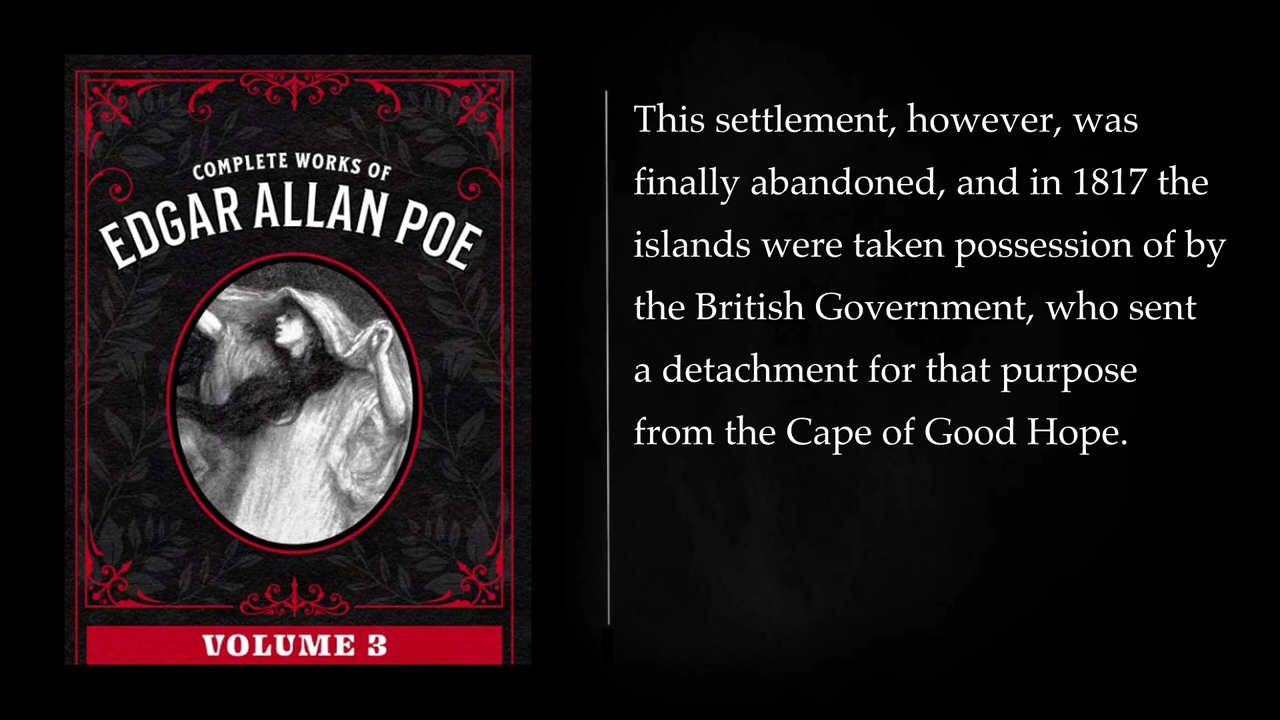 COMPLETE WORKS OF
EDGAR ALLAN POE
VOLUME 3
This settlement, however, was
finally abandoned, and in 1817 the
islands were taken possession of by
the British Government, who sent
a detachment for that purpose
from the Cape of Good Hope.